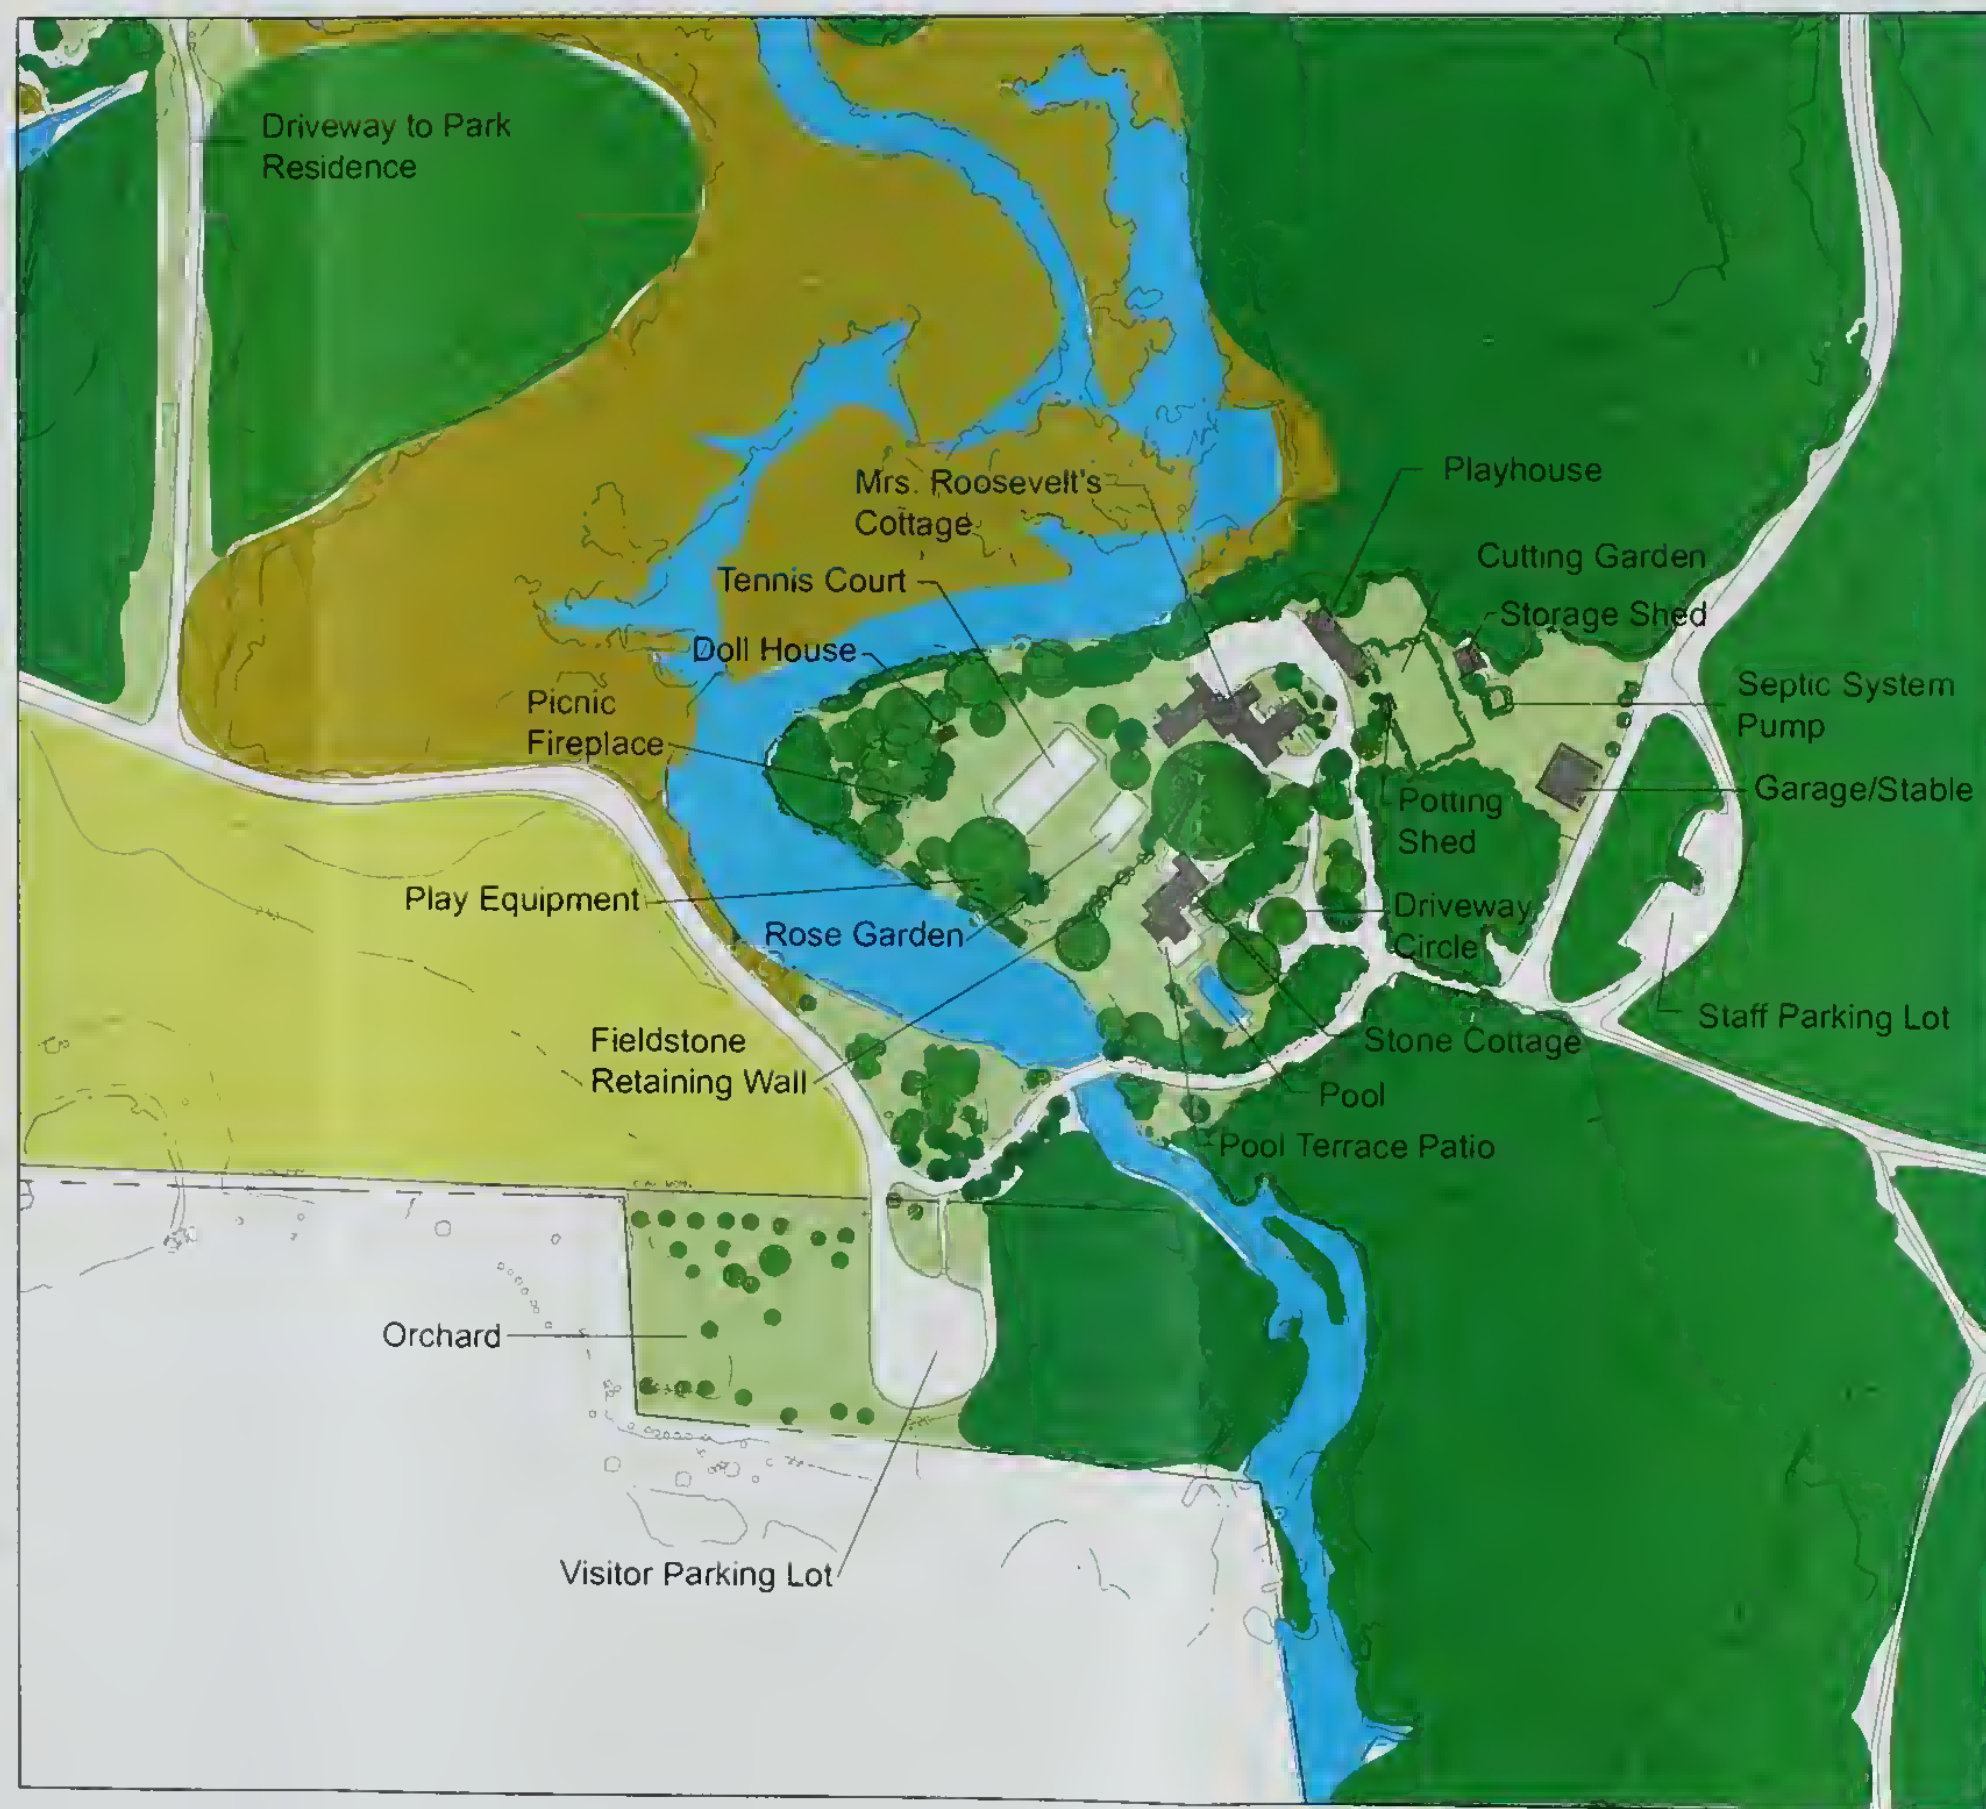 Driveway to Park
Residence
Mrs. Roosevelt's
Cottage
Playhouse
Cutting Garden
Tennis Court
Storage Shed
Doll House
Septic System
Pump
Picnic
Fireplace
Garage/Stable
Potting
Shed
Play Equipment
Driveway
Circle
Rose Garden
Staff Parking Lot
Fieldstone
Retaining Wall
Stone Cottage
Pool
Pool Terrace Patio
Orchard
Visitor Parking Lot